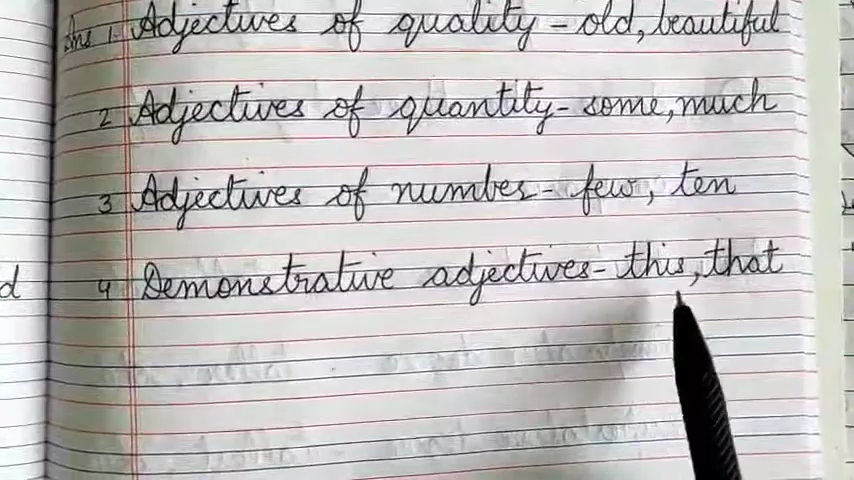 Ans 1. Adjectives of quality - old, beautiful
2 Adjectives of quantity - some, much
3 Adjectives of number - few, ten
4 Demonstrative adjectives - this, that
d